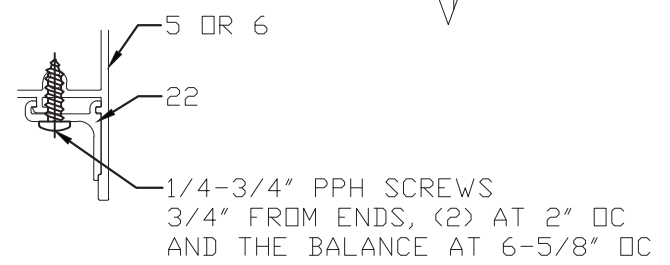 5 OR 6
22
1/4-3/4" PPH SCREWS
3/4" FROM ENDS, (2) AT 2" OC
AND THE BALANCE AT 6-5/8" OC